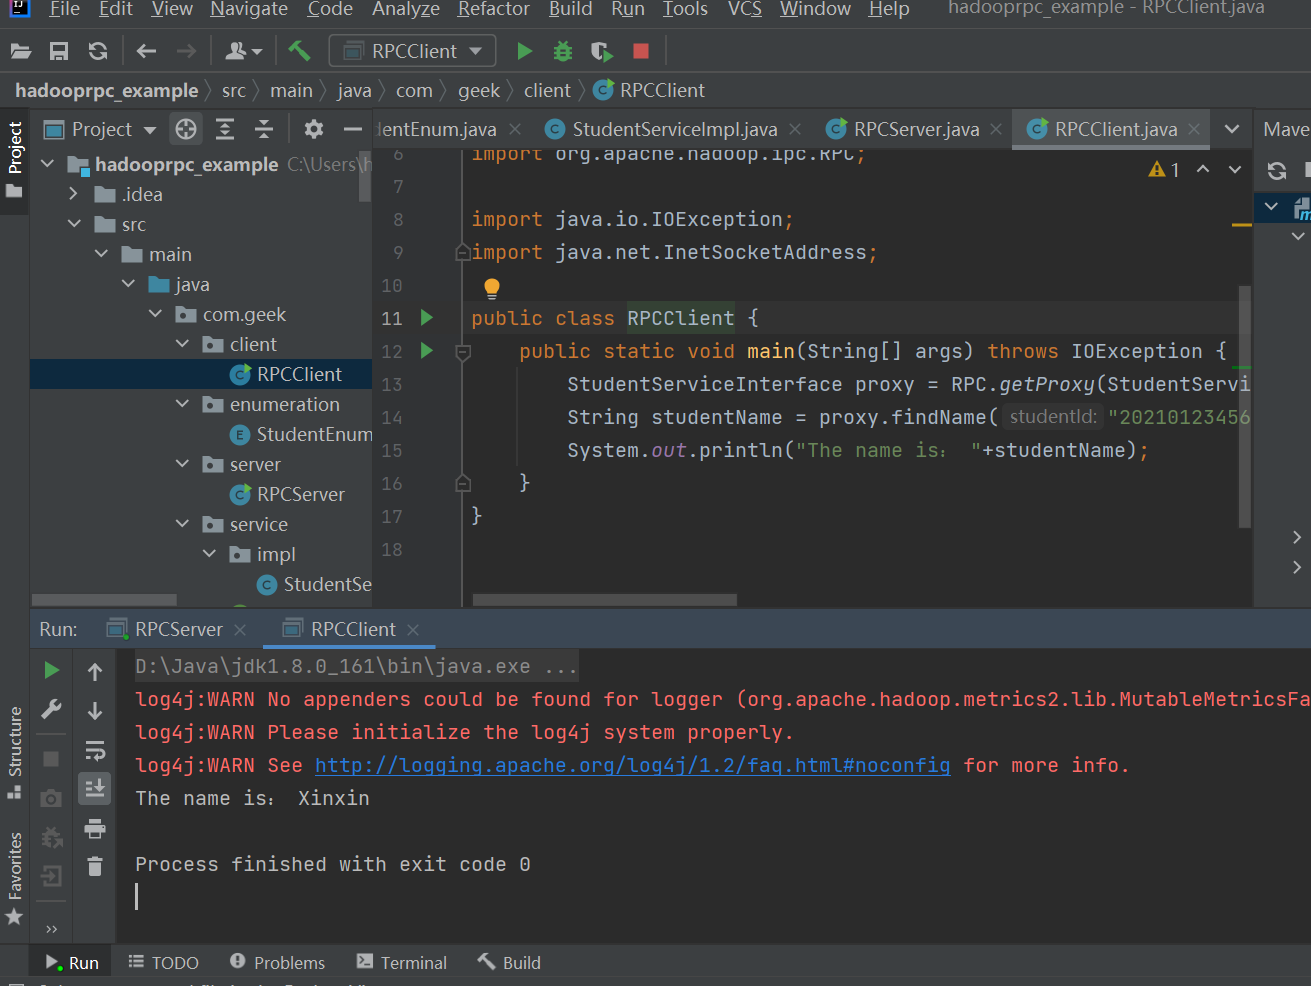 File Edit View Navigate Code Analyze Refactor Build Run Tools VCS Window Help hadooprpc_example - RPCClient.java
RPCClient
hadooprpc_example src main java com geek client RPCClient
Project
Project
dentEnum.java StudentServiceImpl.java RPCServer.java RPCClient.java
Mave
hadooprpc_example C:\Users\h
.idea
src
main
java
com.geek
client
RPCClient
enumeration
StudentEnum
server
RPCServer
service
impl
StudentSe
1
6 import org.apache.hadoop.ipc.RPC;
7
8 import java.io.IOException;
9 import java.net.InetSocketAddress;
10
11 public class RPCClient {
12 public static void main(String[] args) throws IOException {
13 StudentServiceInterface proxy = RPC.getProxy(StudentServi
14 String studentName = proxy.findName( studentId: "20210123456
15 System.out.println("The name is： "+studentName);
16 }
17 }
18
Run: RPCServer RPCClient
D:\Java\jdk1.8.0_161\bin\java.exe ...
log4j:WARN No appenders could be found for logger (org.apache.hadoop.metrics2.lib.MutableMetricsFa
log4j:WARN Please initialize the log4j system properly.
log4j:WARN See http://logging.apache.org/log4j/1.2/faq.html#noconfig for more info.
The name is： Xinxin
Process finished with exit code 0
Structure
Favorites
Run TODO Problems Terminal Build